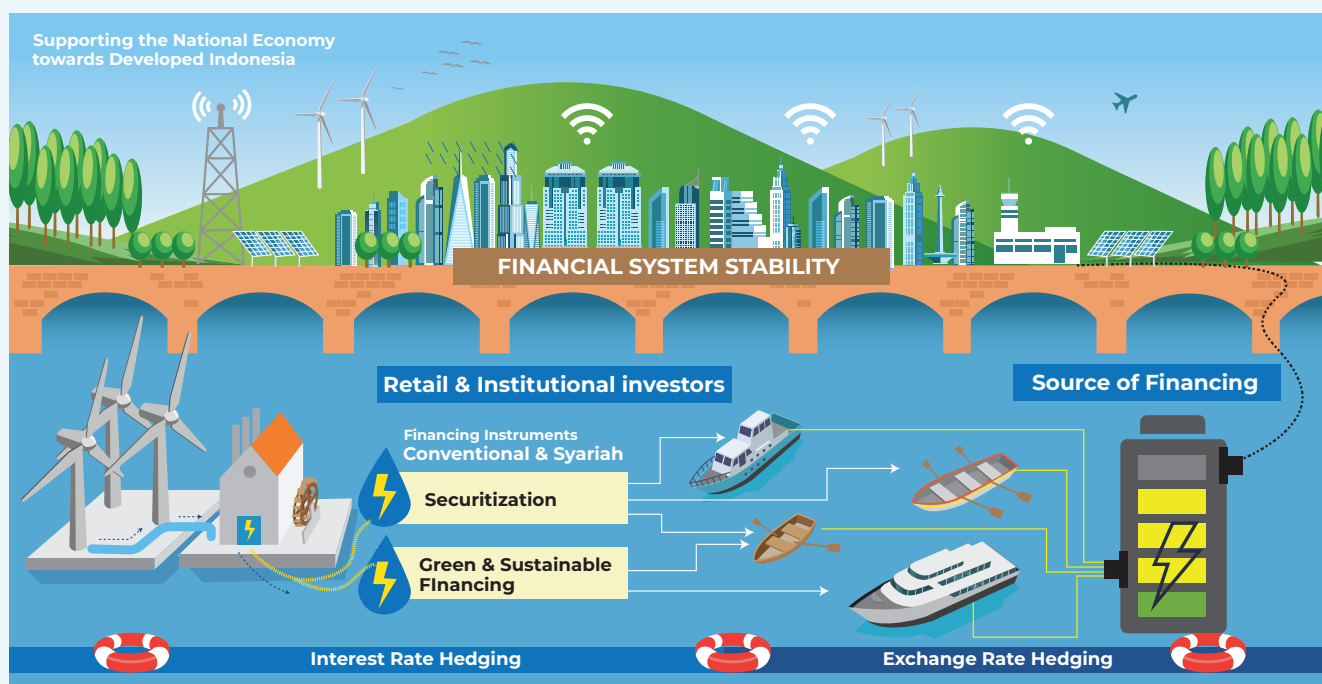 Supporting the National Economy
towards Developed Indonesia
FINANCIAL SYSTEM STABILITY
Retail & Institutional investors
Source of Financing
Financing Instruments
Conventional & Syariah
Securitization
Green & Sustainable
FInancing
Interest Rate Hedging
Exchange Rate Hedging